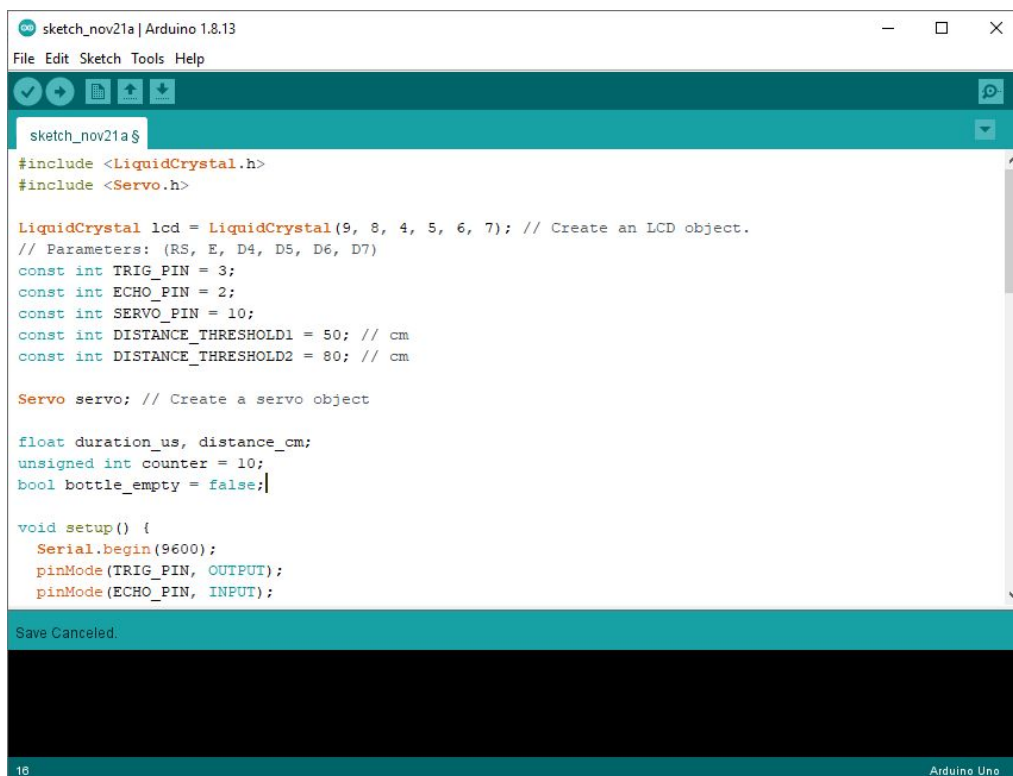 sketch_nov21a | Arduino 1.8.13
File Edit Sketch Tools Help
sketch_nov21a §
#include <LiquidCrystal.h>
#include <Servo.h>
LiquidCrystal lcd = LiquidCrystal(9, 8, 4, 5, 6, 7); // Create an LCD object.
// Parameters: (RS, E, D4, D5, D6, D7)
const int TRIG_PIN = 3;
const int ECHO_PIN = 2;
const int SERVO_PIN = 10;
const int DISTANCE_THRESHOLD1 = 50; // cm
const int DISTANCE_THRESHOLD2 = 80; // cm
Servo servo; // Create a servo object
float duration_us, distance_cm;
unsigned int counter = 10;
bool bottle_empty = false;
void setup() {
  Serial.begin(9600);
  pinMode(TRIG_PIN, OUTPUT);
  pinMode(ECHO_PIN, INPUT);
Save Canceled.
16 Arduino Uno